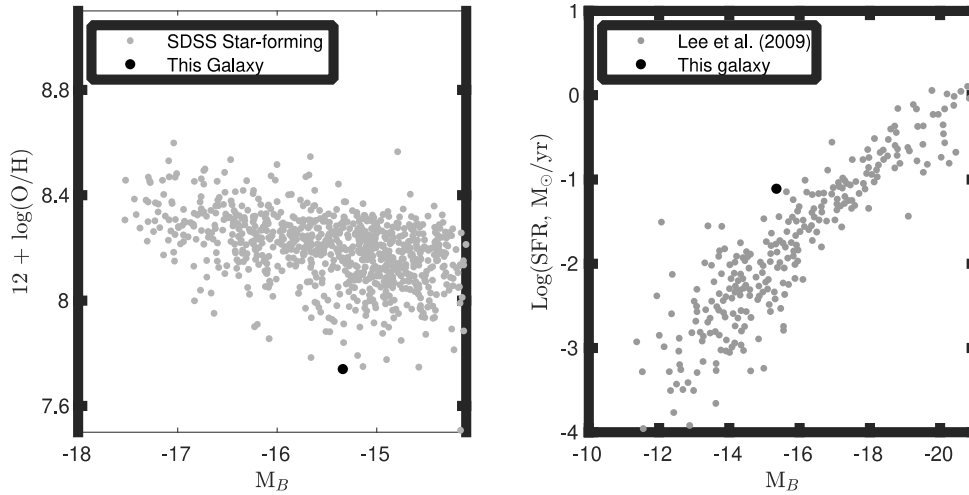 SDSS Star-forming
This Galaxy
8.8
8.4
8
7.6
12 + log(O/H)
-18
-17
-16
-15
M_B
Lee et al. (2009)
This galaxy
1
0
-1
-2
-3
-4
Log(SFR, M⊙/yr)
-10
-12
-14
-16
-18
-20
M_B